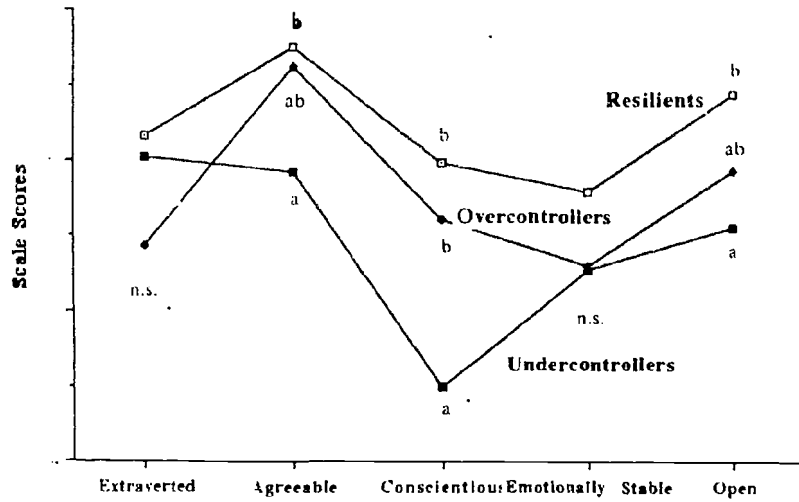 b
b
Resilients
ab
b
ab
a
Overcontrollers
b
a
n.s.
n.s.
Undercontrollers
a
Scale Scores
Extraverted Agreeable Conscientious Emotionally Stable Open